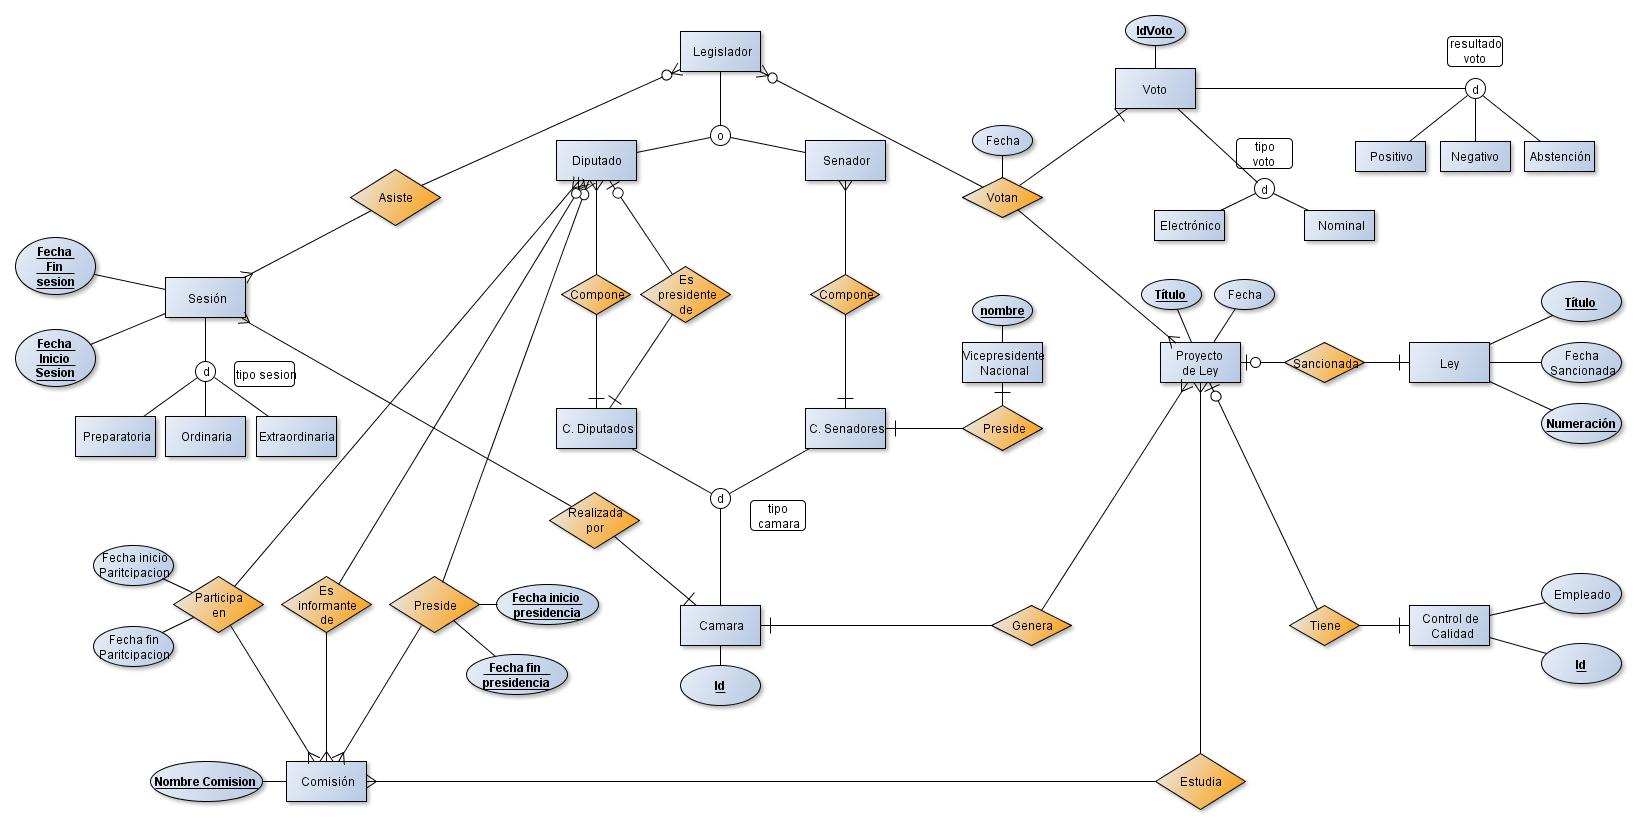 IdVoto
resultado
voto
Legislador
Voto
d
o
Fecha
tipo
voto
Diputado
Senador
Positivo
Negativo
Abstención
Asiste
Votan
d
Electrónico
Nominal
Fecha
Fin
sesion
Sesión
Compone
Es
presidente
de
Compone
Título
Fecha
Título
nombre
Fecha
Inicio
Sesion
Vicepresidente
Nacional
Proyecto
de Ley
Sancionada
Ley
Fecha
Sancionada
d
tipo sesion
Preparatoria
Ordinaria
Extraordinaria
C. Diputados
C. Senadores
Preside
Numeración
d
tipo
camara
Realizada
por
Fecha inicio
Paritcipacion
Participa
en
Es
informante
de
Preside
Fecha inicio
presidencia
Camara
Genera
Tiene
Control de
Calidad
Empleado
Fecha fin
Paritcipacion
Fecha fin
presidencia
Id
Id
Nombre Comision
Comisión
Estudia